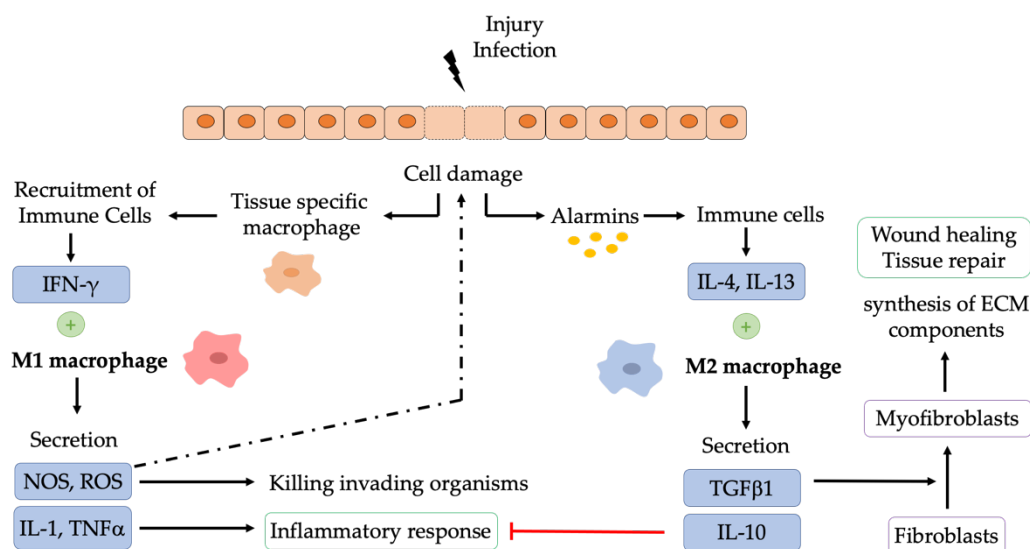 Injury
Infection
Cell damage
Recruitment of
Immune Cells
Tissue specific
macrophage
Alarmins
Immune cells
Wound healing
Tissue repair
IFN-γ
IL-4, IL-13
synthesis of ECM
components
+
+
M1 macrophage
M2 macrophage
Myofibroblasts
Secretion
Secretion
NOS, ROS
Killing invading organisms
TGFβ1
IL-1, TNFα
Inflammatory response
IL-10
Fibroblasts